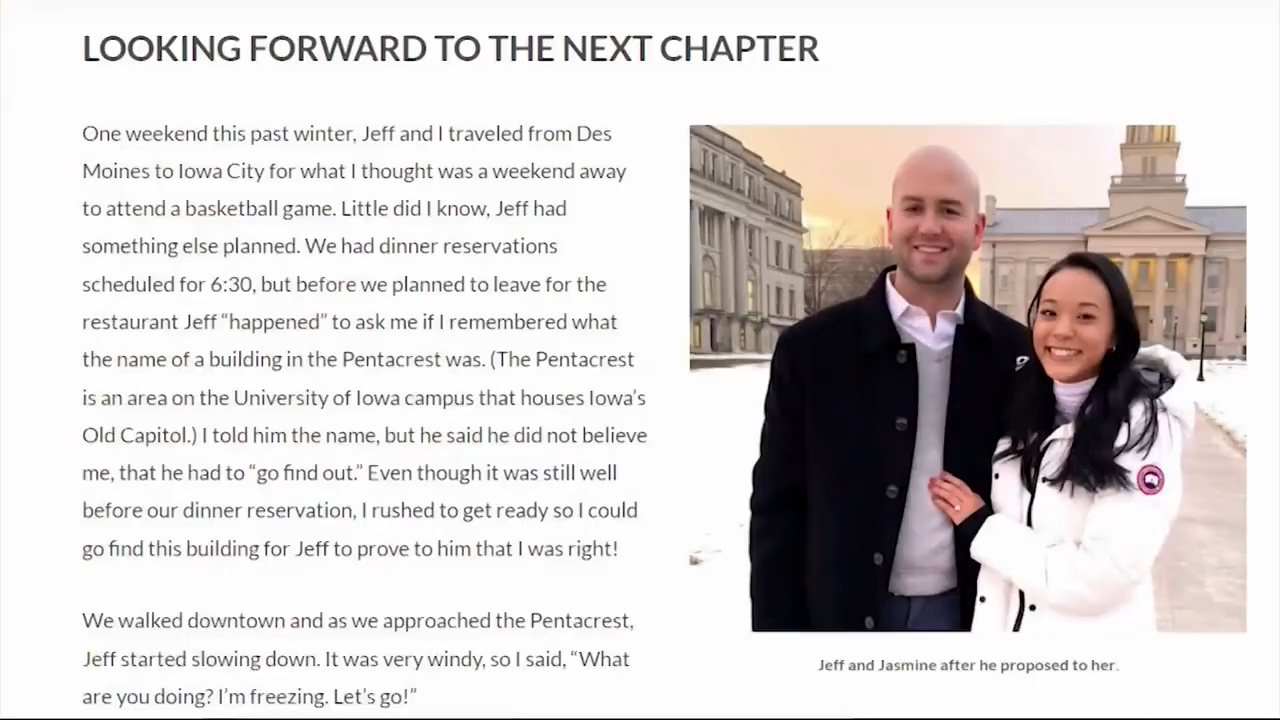 LOOKING FORWARD TO THE NEXT CHAPTER
One weekend this past winter, Jeff and I traveled from Des
Moines to Iowa City for what I thought was a weekend away
to attend a basketball game. Little did I know, Jeff had
something else planned. We had dinner reservations
scheduled for 6:30, but before we planned to leave for the
restaurant Jeff “happened” to ask me if I remembered what
the name of a building in the Pentacrest was. (The Pentacrest
is an area on the University of Iowa campus that houses Iowa’s
Old Capitol.) I told him the name, but he said he did not believe
me, that he had to “go find out.” Even though it was still well
before our dinner reservation, I rushed to get ready so I could
go find this building for Jeff to prove to him that I was right!
We walked downtown and as we approached the Pentacrest,
Jeff started slowing down. It was very windy, so I said, “What
are you doing? I’m freezing. Let’s go!”
Jeff and Jasmine after he proposed to her.